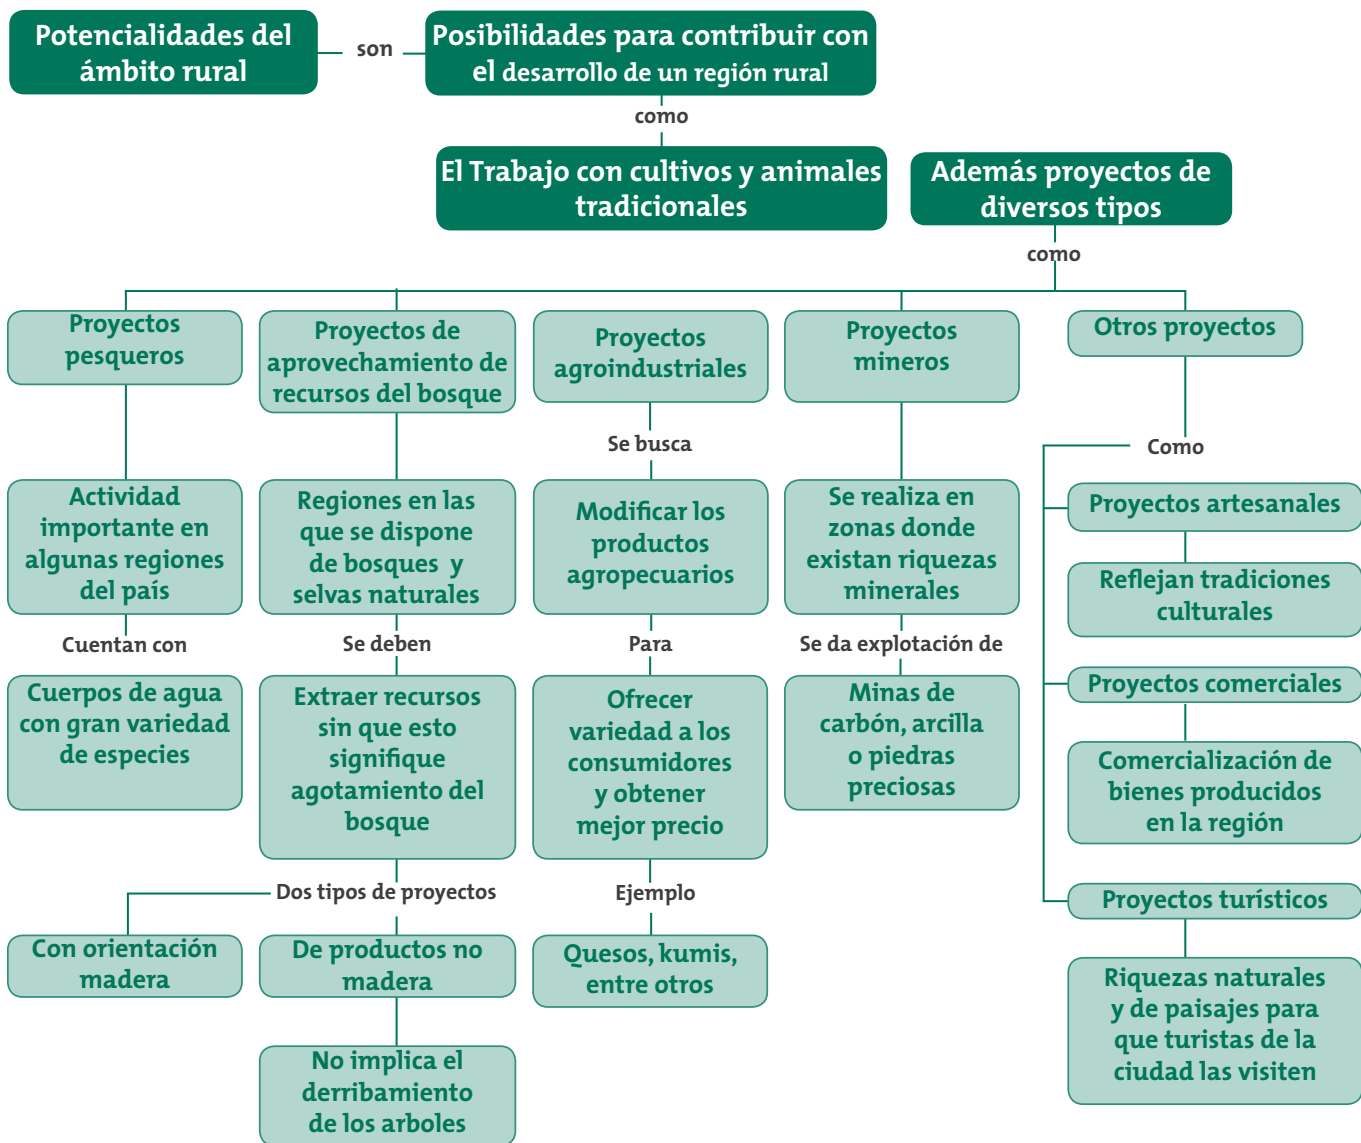 Potencialidades del
ámbito rural
son
Posibilidades para contribuir con
el desarrollo de un región rural
como
El Trabajo con cultivos y animales
tradicionales
Además proyectos de
diversos tipos
como
Proyectos
pesqueros
Actividad
importante en
algunas regiones
del país
Cuentan con
Cuerpos de agua
con gran variedad
de especies
Proyectos de
aprovechamiento de
recursos del bosque
Regiones en las
que se dispone
de bosques y
selvas naturales
Se deben
Extraer recursos
sin que esto
signifique
agotamiento del
bosque
Dos tipos de proyectos
Con orientación
madera
De productos no
madera
No implica el
derribamiento
de los arboles
Proyectos
agroindustriales
Se busca
Modificar los
productos
agropecuarios
Para
Ofrecer
variedad a los
consumidores
y obtener
mejor precio
Ejemplo
Quesos, kumis,
entre otros
Proyectos
mineros
Se realiza en
zonas donde
existan riquezas
minerales
Se da explotación de
Minas de
carbón, arcilla
o piedras
preciosas
Otros proyectos
Como
Proyectos artesanales
Reflejan tradiciones
culturales
Proyectos comerciales
Comercialización de
bienes producidos
en la región
Proyectos turísticos
Riquezas naturales
y de paisajes para
que turistas de la
ciudad las visiten